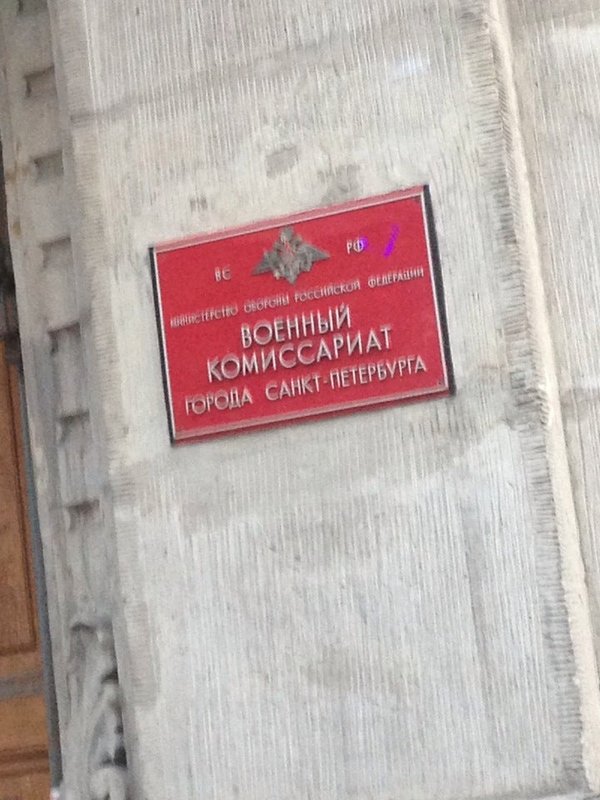 ВС РФ
МИНИСТЕРСТВО ОБОРОНЫ РОССИЙСКОЙ ФЕДЕРАЦИИ
ВОЕННЫЙ
КОМИССАРИАТ
ГОРОДА САНКТ-ПЕТЕРБУРГА